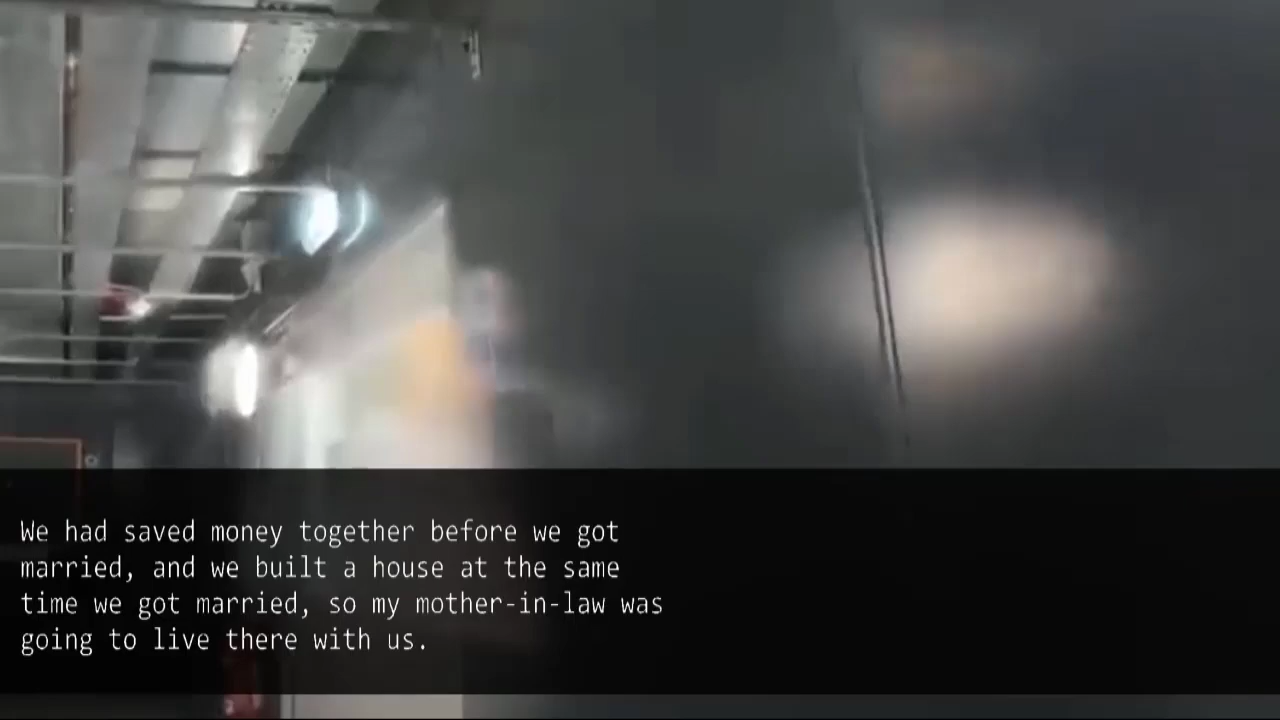 We had saved money together before we got
married, and we built a house at the same
time we got married, so my mother-in-law was
going to live there with us.